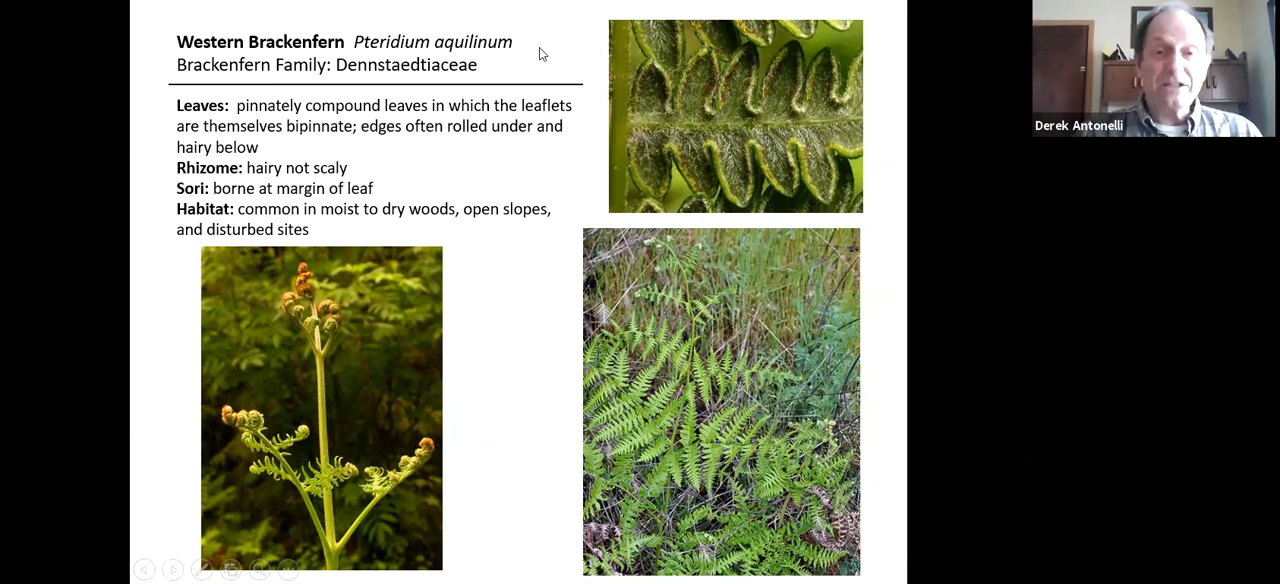 Western Brackenfern Pteridium aquilinum
Brackenfern Family: Dennstaedtiaceae
Leaves: pinnately compound leaves in which the leaflets
are themselves bipinnate; edges often rolled under and
hairy below
Rhizome: hairy not scaly
Sori: borne at margin of leaf
Habitat: common in moist to dry woods, open slopes,
and disturbed sites
Derek Antonelli